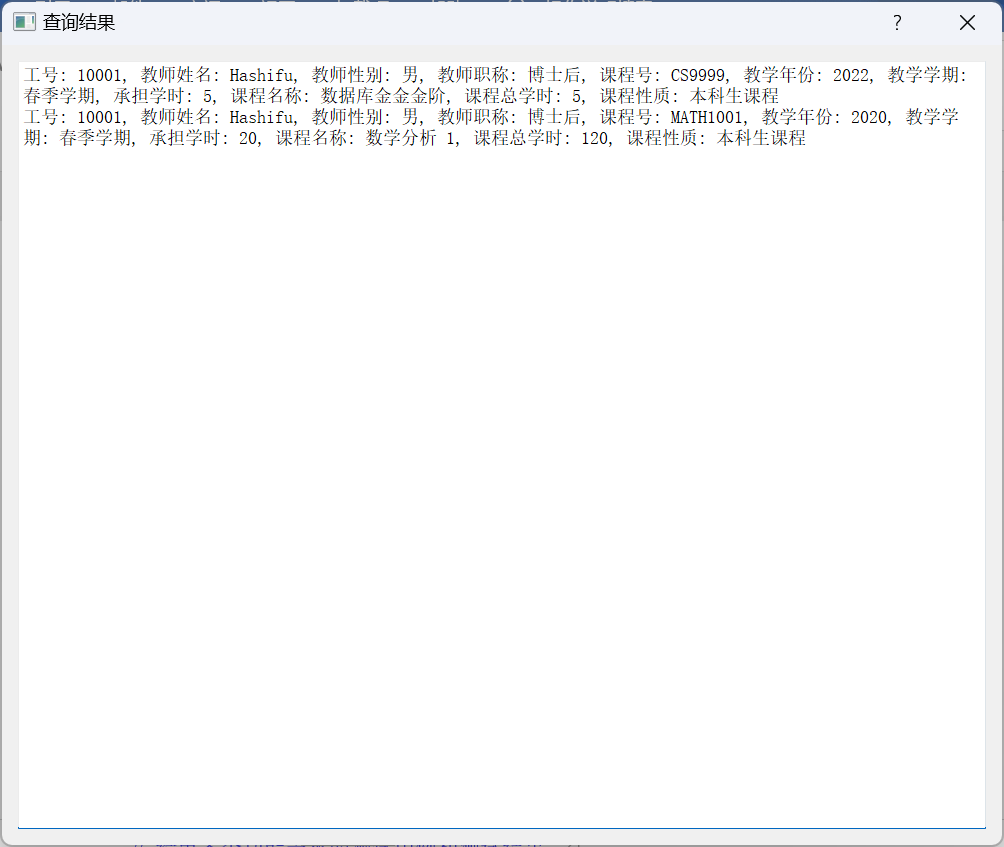 查询结果
?
工号: 10001, 教师姓名: Hashifu, 教师性别: 男, 教师职称: 博士后, 课程号: CS9999, 教学年份: 2022, 教学学期:
春季学期, 承担学时: 5, 课程名称: 数据库金金金阶, 课程总学时: 5, 课程性质: 本科生课程
工号: 10001, 教师姓名: Hashifu, 教师性别: 男, 教师职称: 博士后, 课程号: MATH1001, 教学年份: 2020, 教学学
期: 春季学期, 承担学时: 20, 课程名称: 数学分析 1, 课程总学时: 120, 课程性质: 本科生课程